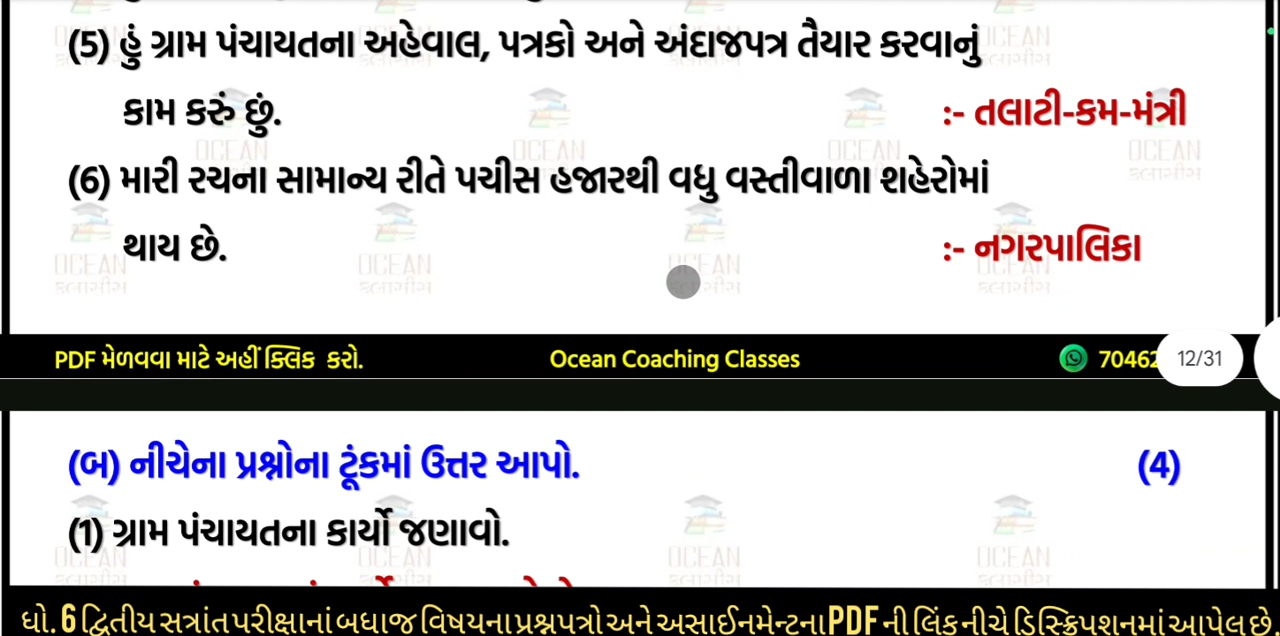 (5) હું ગ્રામ પંચાયતના અહેવાલ, પત્રકો અને અંદાજપત્ર તૈયાર કરવાનું
કામ કરું છું. :- તલાટી-કમ-મંત્રી
(6) મારી રચના સામાન્ય રીતે પચીસ હજારથી વધુ વસ્તીવાળા શહેરોમાં
થાય છે. :- નગરપાલિકા
PDF મેળવવા માટે અહીં ક્લિક કરો. Ocean Coaching Classes 70462 12/31
(બ) નીચેના પ્રશ્નોના ટૂંકમાં ઉત્તર આપો. (4)
(1) ગ્રામ પંચાયતના કાર્યો જણાવો.
ધો. 6 દ્વિતીય સત્રાંત પરીક્ષાનાં બધાજ વિષયના પ્રશ્નપત્રો અને અસાઈનમેન્ટના PDF ની લિંક નીચે ડિસ્ક્રિપશનમાં આપેલ છે